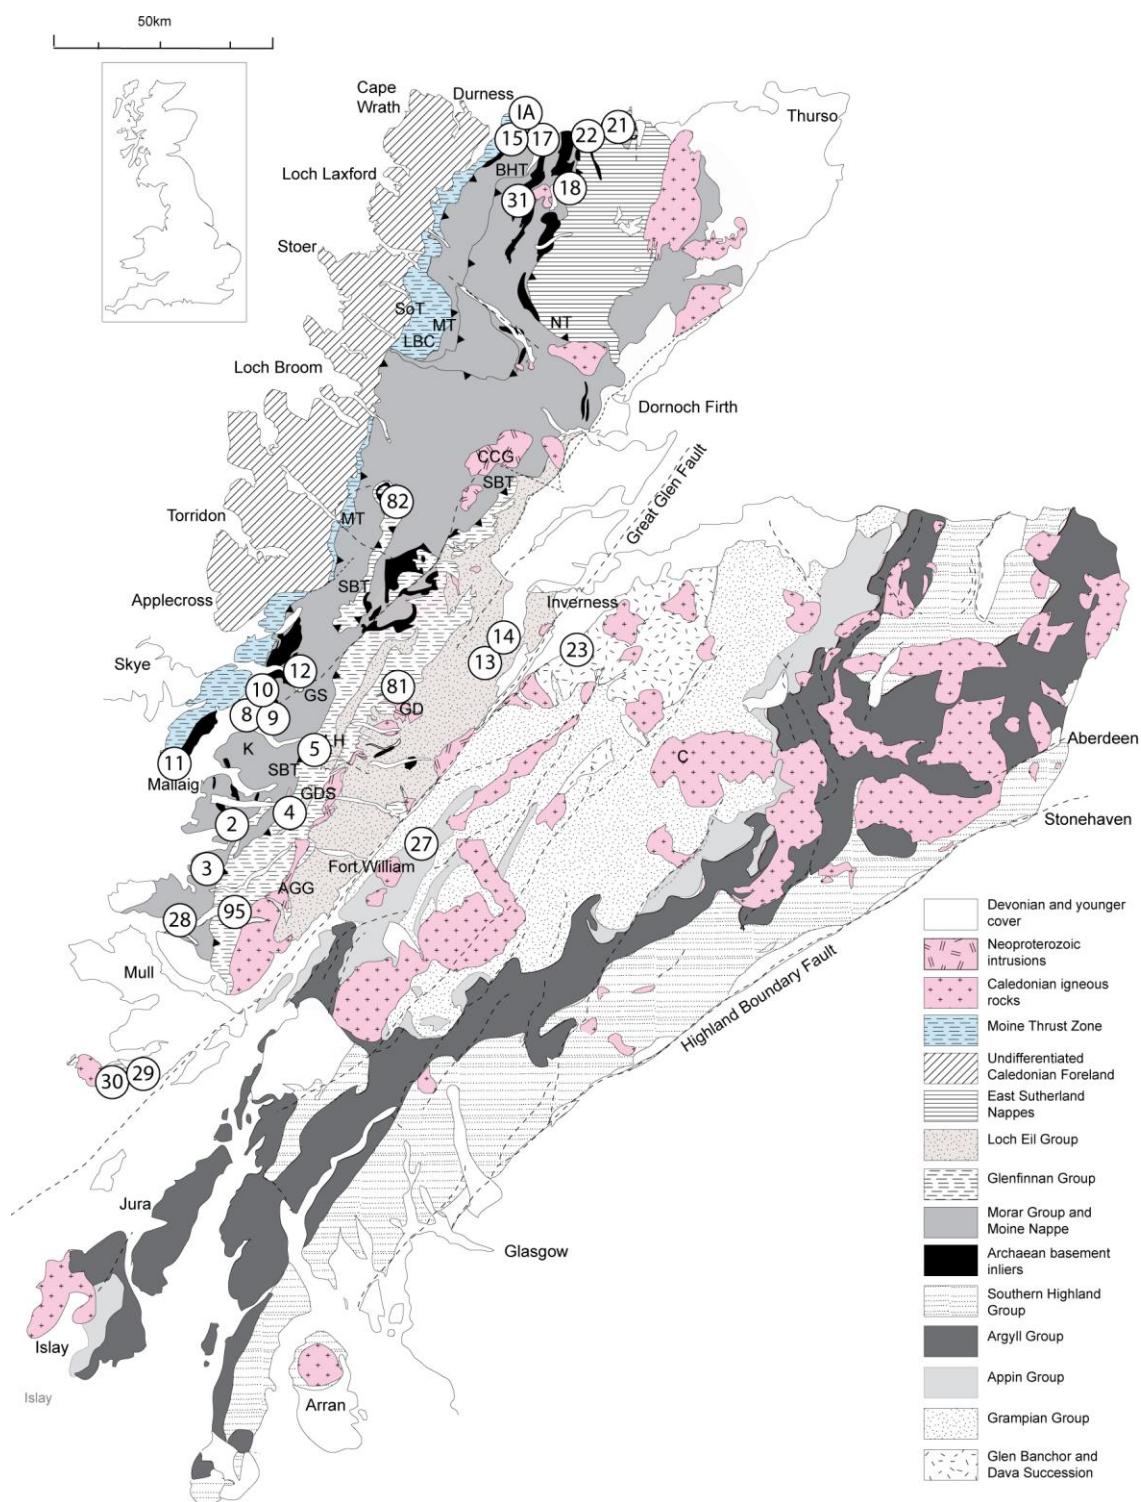 50km
Cape
Wrath
Durness
Thurso
IA
15
17
22
21
BHT
Loch Laxford
31
18
Stoer
SoT
MT
LBC
NT
Loch Broom
Dornoch Firth
CCG
SBT
Great Glen Fault
82
Torridon
MT
SBT
Applecross
Inverness
14
23
13
Skye
12
10
GS
81
GD
8
9
K
LH
5
C
Aberdeen
11
SBT
Mallaig
GDS
4
2
Stonehaven
27
3
Fort William
AGG
28
95
Mull
Highland Boundary Fault
30
29
Jura
Glasgow
Islay
Islay
Arran
Devonian and younger
cover
Neoproterozoic
intrusions
Caledonian igneous
rocks
Moine Thrust Zone
Undifferentiated
Caledonian Foreland
East Sutherland
Nappes
Loch Eil Group
Glenfinnan Group
Morar Group and
Moine Nappe
Archaean basement
inliers
Southern Highland
Group
Argyll Group
Appin Group
Grampian Group
Glen Banchor and
Dava Succession